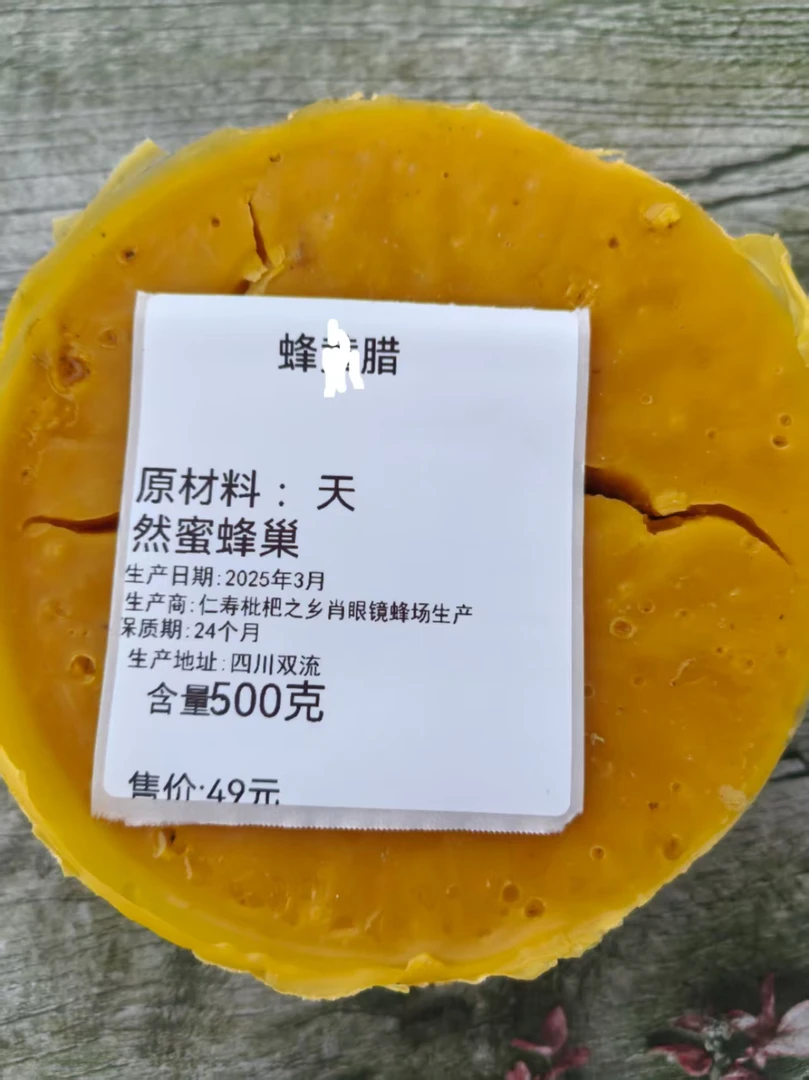 蜂 腊
原材料：天
然蜜蜂巢
生产日期:2025年3月
生产商:仁寿枇杷之乡肖眼镜蜂场生产
保质期:24个月
生产地址:四川双流
含量500克
售价:49元